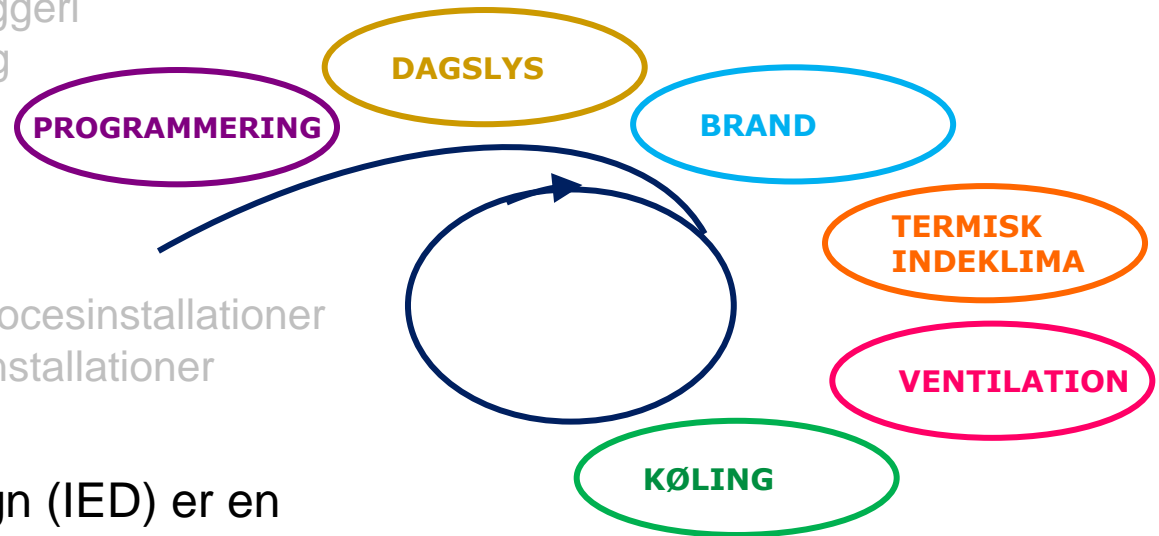 DAGSLYS
PROGRAMMERING
BRAND
TERMISK
INDEKLIMA
ocesinstallationer
nstallationer
VENTILATION
KØLING
gn (IED) er en